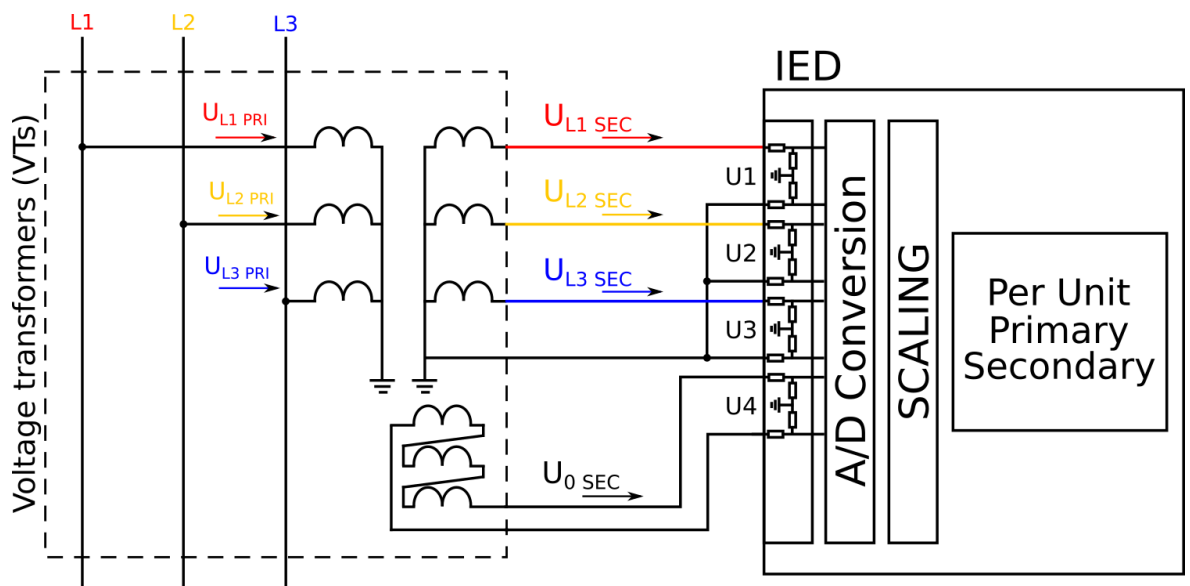 L1
L2
L3
IED
Voltage transformers (VTs)
UL1 PRI
UL2 PRI
UL3 PRI
UL1 SEC
UL2 SEC
UL3 SEC
U0 SEC
U1
U2
U3
U4
A/D Conversion
SCALING
Per Unit
Primary
Secondary